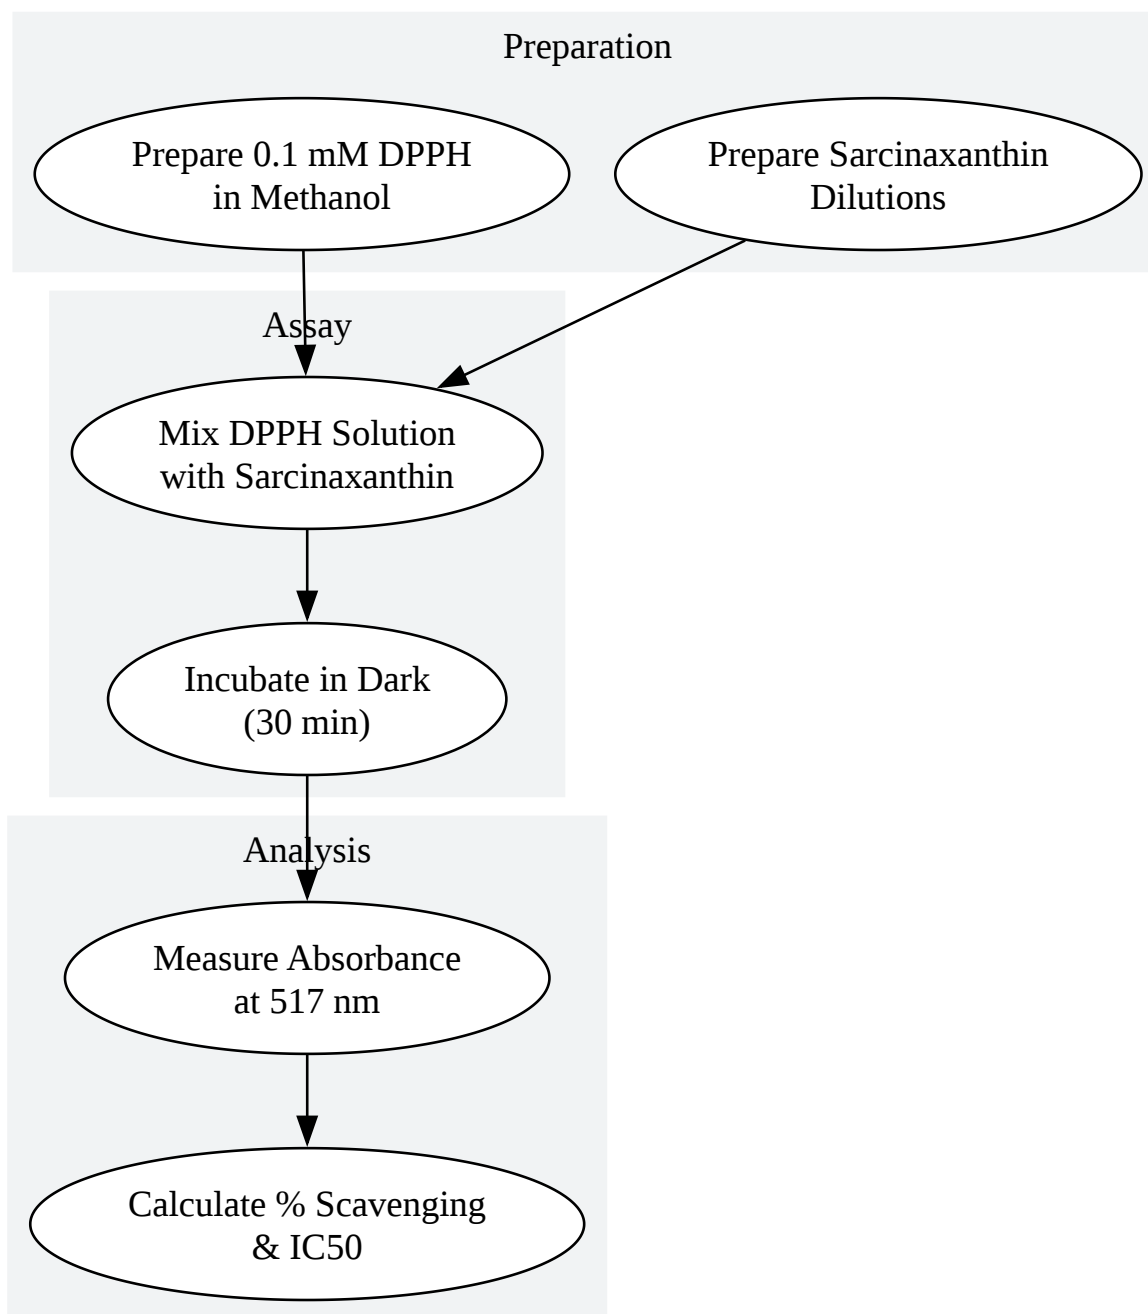 Preparation
Prepare 0.1 mM DPPH
in Methanol
Prepare Sarcinaxanthin
Dilutions
Assay
Mix DPPH Solution
with Sarcinaxanthin
Incubate in Dark
(30 min)
Analysis
Measure Absorbance
at 517 nm
Calculate % Scavenging
& IC50